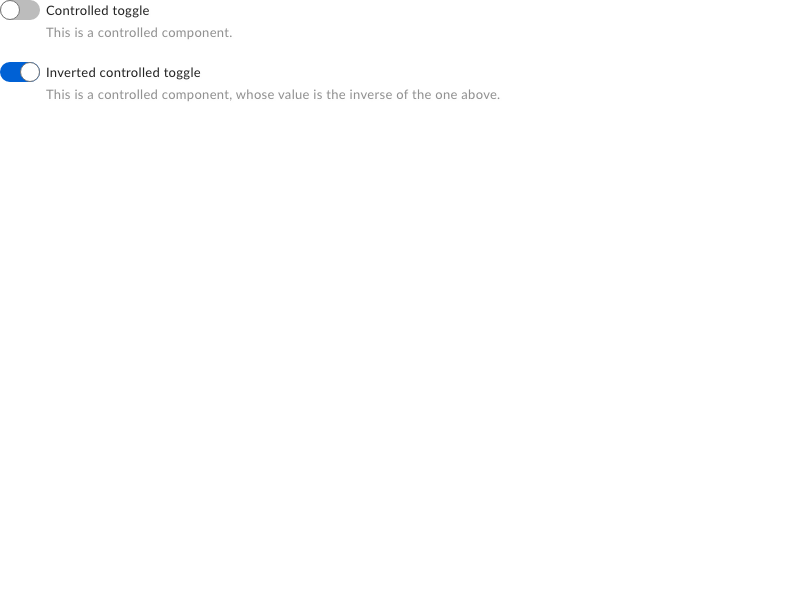 Controlled toggle
This is a controlled component.
Inverted controlled toggle
This is a controlled component, whose value is the inverse of the one above.